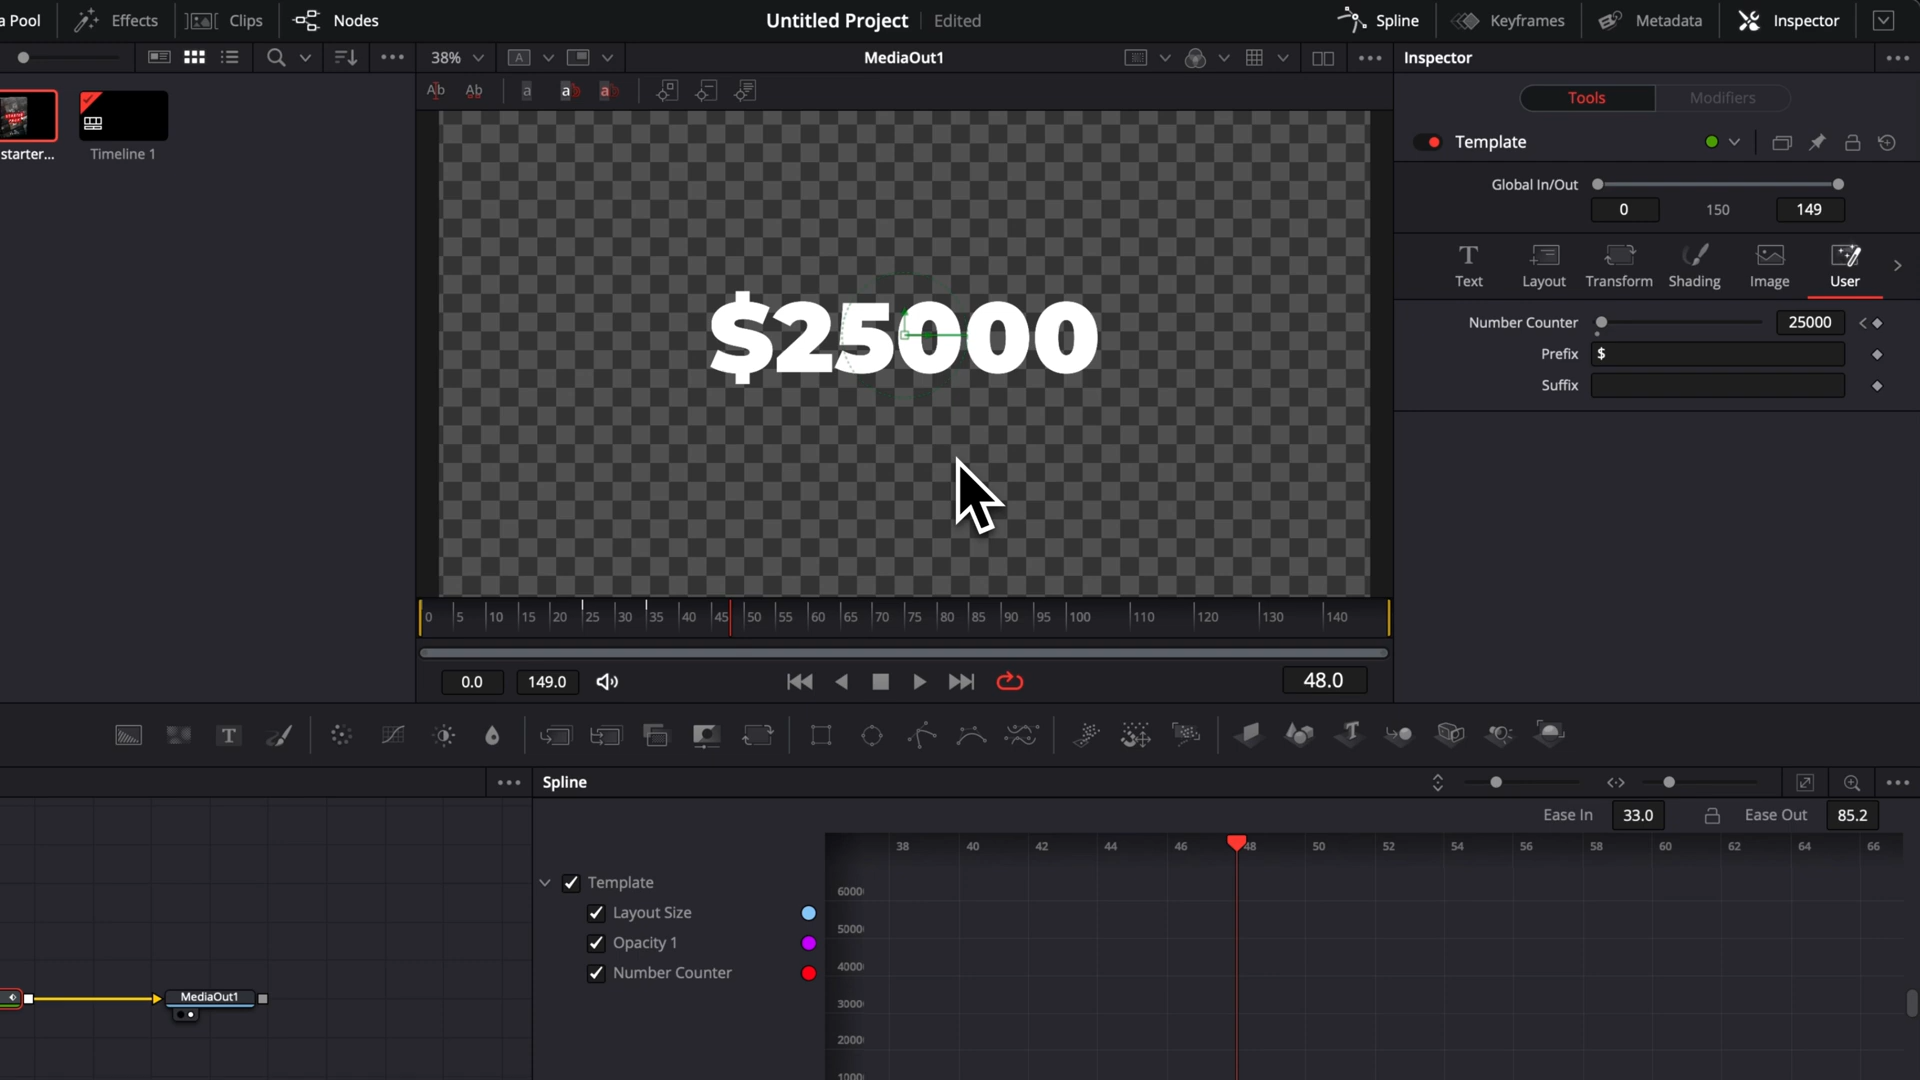 a Pool
Effects
Clips
Nodes
Untitled Project
Edited
Spline
Keyframes
Metadata
Inspector
38%
A
MediaOut1
Inspector
starter...
Timeline 1
Tools
Modifiers
Template
Global In/Out
0
150
149
Text
Layout
Transform
Shading
Image
User
Number Counter
25000
Prefix
$
Suffix
$25000
0 5 10 15 20 25 30 35 40 45 50 55 60 65 70 75 80 85 90 95 100 110 120 130 140
0.0
149.0
48.0
Spline
Ease In
33.0
Ease Out
85.2
38 40 42 44 46 48 50 52 54 56 58 60 62 64 66
Template
Layout Size
Opacity 1
Number Counter
6000
5000
4000
3000
2000
1000
MediaOut1